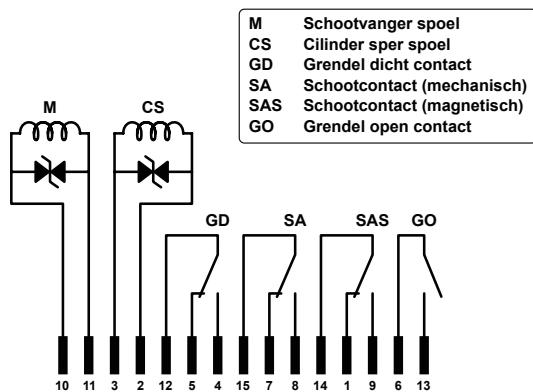 M Schootvanger spoel
CS Cilinder sper spoel
GD Grendel dicht contact
SA Schootcontact (mechanisch)
SAS Schootcontact (magnetisch)
GO Grendel open contact
M CS
GD SA SAS GO
10 11 3 2 12 5 4 15 7 8 14 1 9 6 13